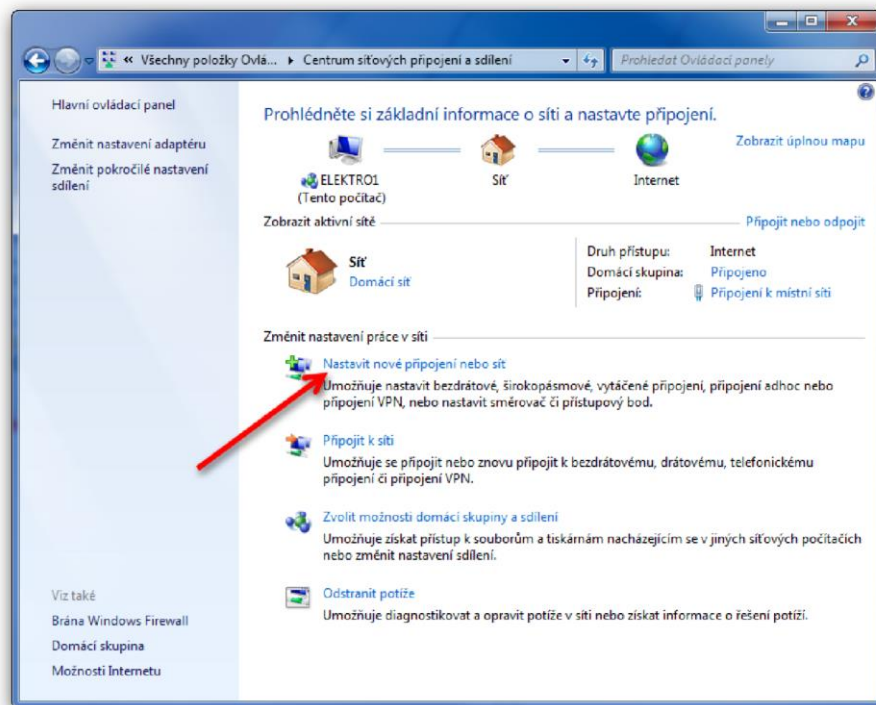 « Všechny položky Ovlá... ▸ Centrum síťových připojení a sdílení
Prohledat Ovládací panely
Hlavní ovládací panel
Změnit nastavení adaptéru
Změnit pokročilé nastavení
sdílení
Viz také
Brána Windows Firewall
Domácí skupina
Možnosti Internetu
Prohlédněte si základní informace o síti a nastavte připojení.
Zobrazit úplnou mapu
ELEKTRO1
(Tento počítač)
Síť
Internet
Zobrazit aktivní sítě
Připojit nebo odpojit
Síť
Domácí síť
Druh přístupu: Internet
Domácí skupina: Připojeno
Připojení: Připojení k místní síti
Změnit nastavení práce v síti
Nastavit nové připojení nebo síť
Umožňuje nastavit bezdrátové, širokopásmové, vytáčené připojení, připojení adhoc nebo
připojení VPN, nebo nastavit směrovač či přístupový bod.
Připojit k síti
Umožňuje se připojit nebo znovu připojit k bezdrátovému, drátovému, telefonickému
připojení či připojení VPN.
Zvolit možnosti domácí skupiny a sdílení
Umožňuje získat přístup k souborům a tiskárnám nacházejícím se v jiných síťových počítačích
nebo změnit nastavení sdílení.
Odstranit potíže
Umožňuje diagnostikovat a opravit potíže v síti nebo získat informace o řešení potíží.